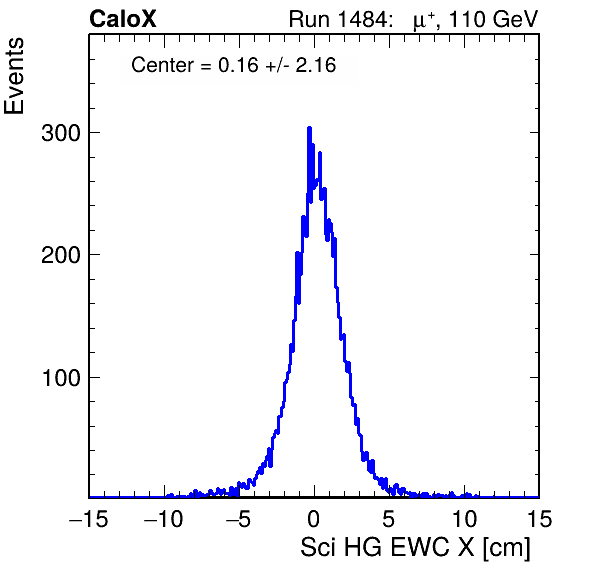 CaloX Run 1484: μ⁺, 110 GeV
Center = 0.16 +/- 2.16
Events
300
200
100
−15 −10 −5 0 5 10 15
Sci HG EWC X [cm]